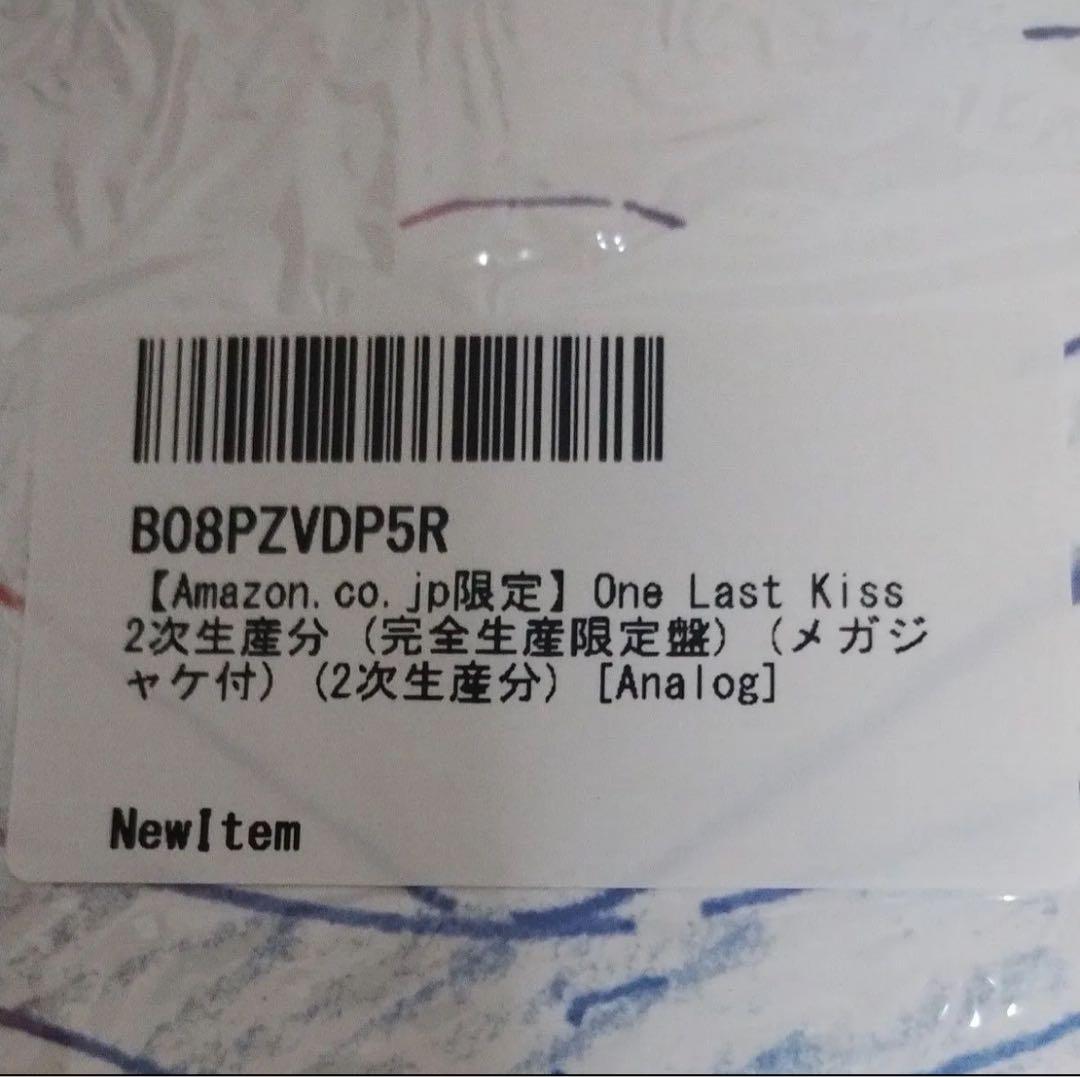 B08PZVDP5R
【Amazon.co.jp限定】One Last Kiss
2次生産分 (完全生産限定盤) (メガジ
ャケ付) (2次生産分) [Analog]
NewItem